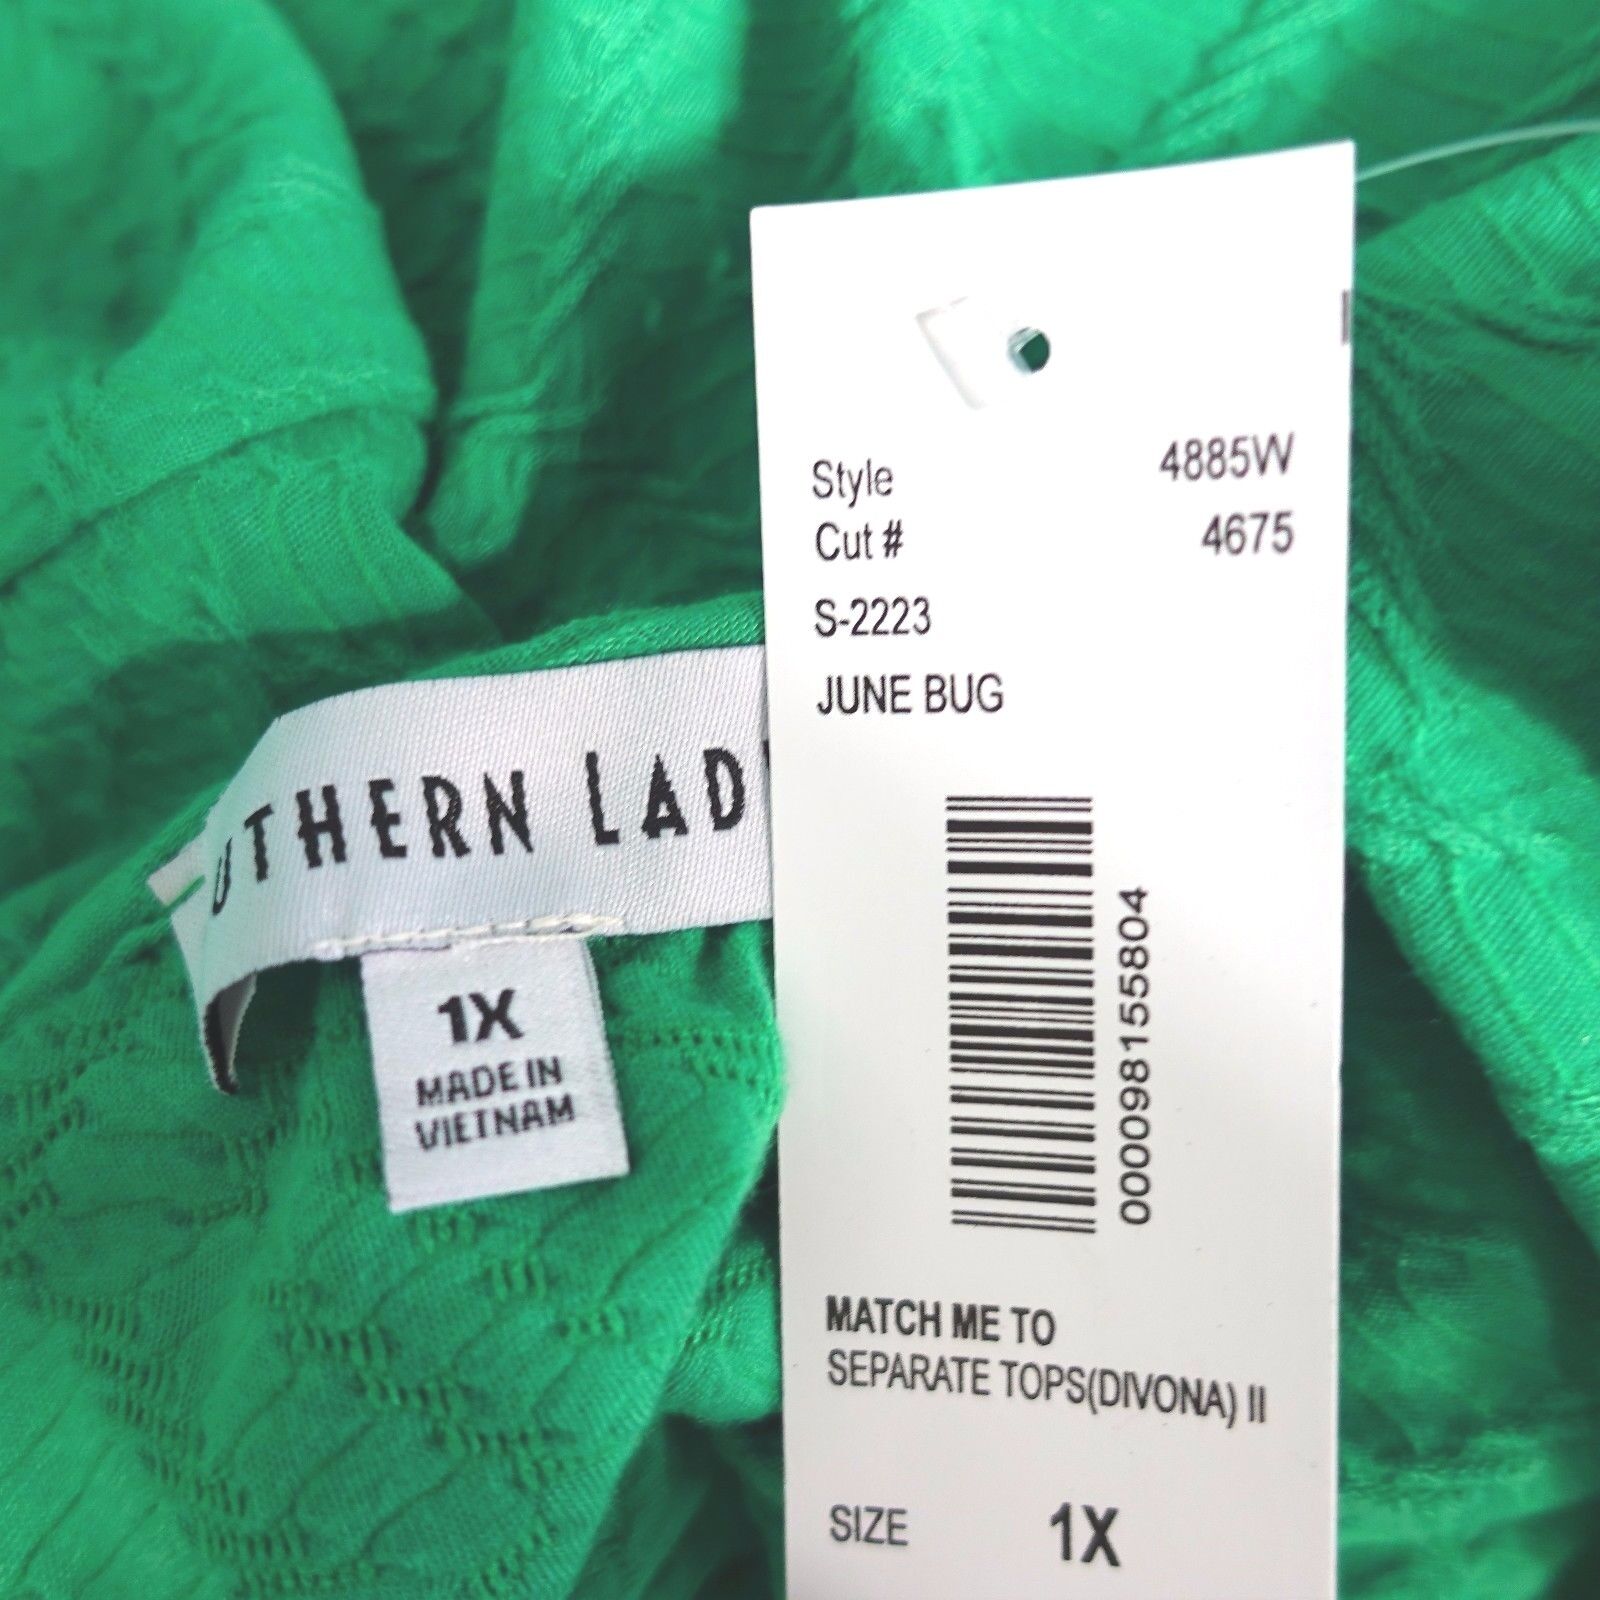 Style 4885W
Cut # 4675
S-2223
JUNE BUG
000098155804
MATCH ME TO
SEPARATE TOPS(DIVONA) II
SIZE 1X
UTHERN LAD
1X
MADE IN
VIETNAM